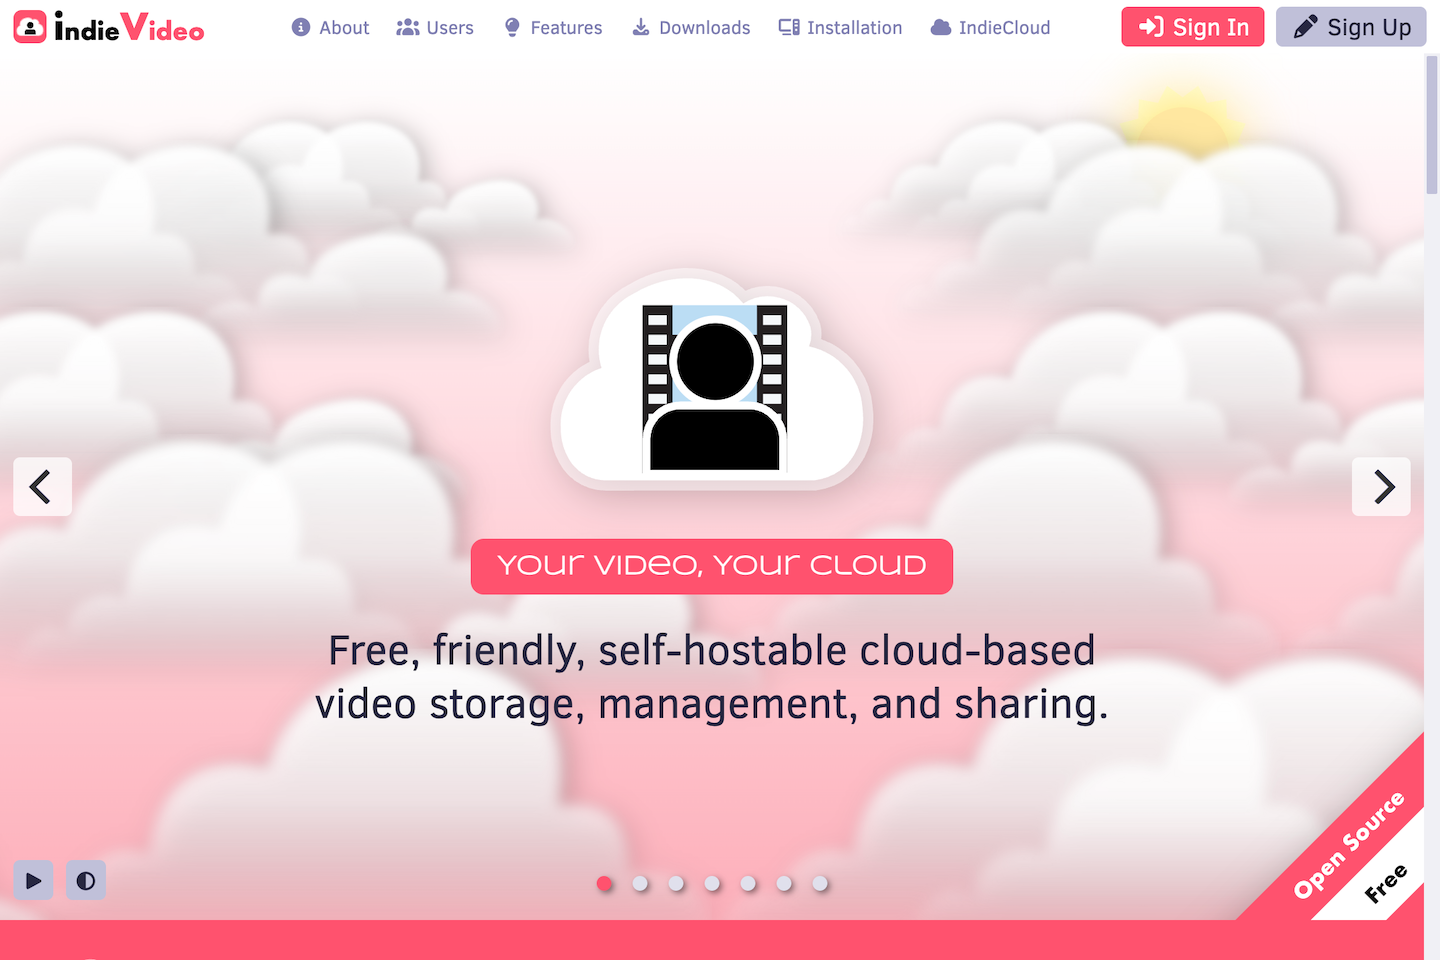 indieVideo
About
Users
Features
Downloads
Installation
IndieCloud
Sign In
Sign Up
Your Video, Your Cloud
Free, friendly, self-hostable cloud-based
video storage, management, and sharing.
Open Source
Free